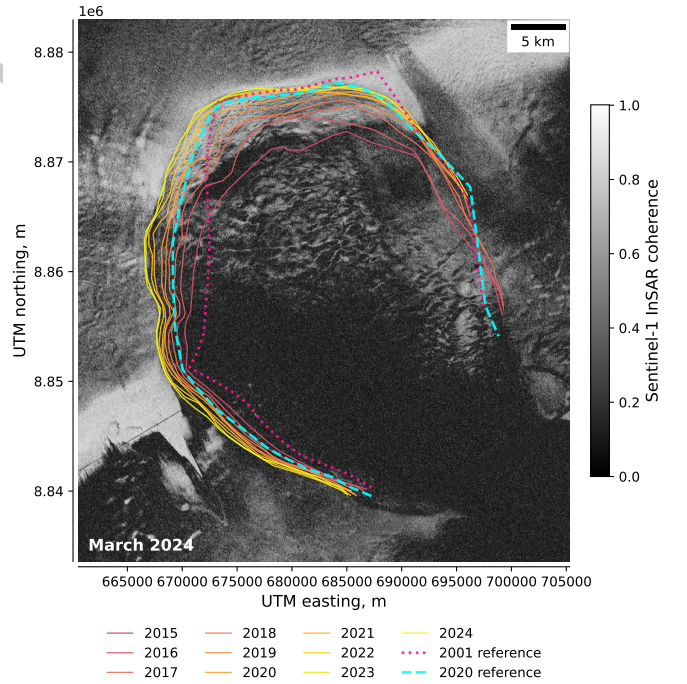 1e6
5 km
8.88
8.87
8.86
8.85
8.84
UTM northing, m
March 2024
665000 670000 675000 680000 685000 690000 695000 700000 705000
UTM easting, m
1.0
0.8
0.6
0.4
0.2
0.0
Sentinel-1 InSAR coherence
2015 2018 2021 2024
2016 2019 2022 2001 reference
2017 2020 2023 2020 reference